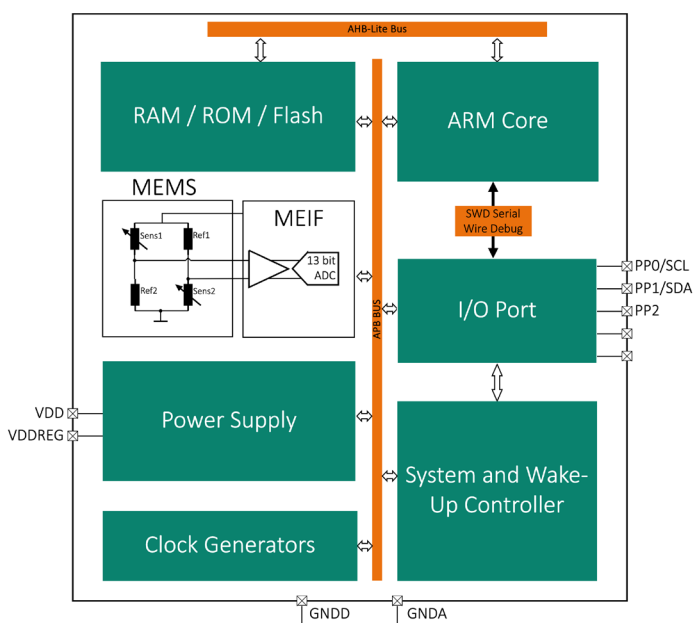 AHB-Lite Bus
RAM / ROM / Flash
ARM Core
MEMS
MEIF
Sens1
Ref1
Ref2
Sens2
13 bit
ADC
APB BUS
SWD Serial
Wire Debug
I/O Port
PP0/SCL
PP1/SDA
PP2
VDD
VDDREG
Power Supply
System and Wake-
Up Controller
Clock Generators
GNDD
GNDA